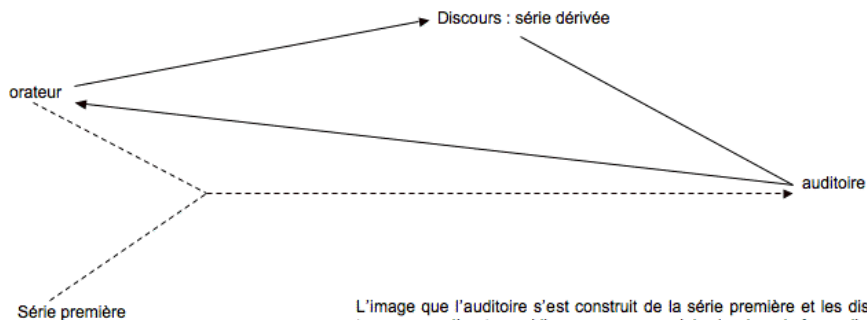 Discours : série dérivée
orateur
auditoire
Série première
L'image que l'auditoire s'est construit de la série première et les dis